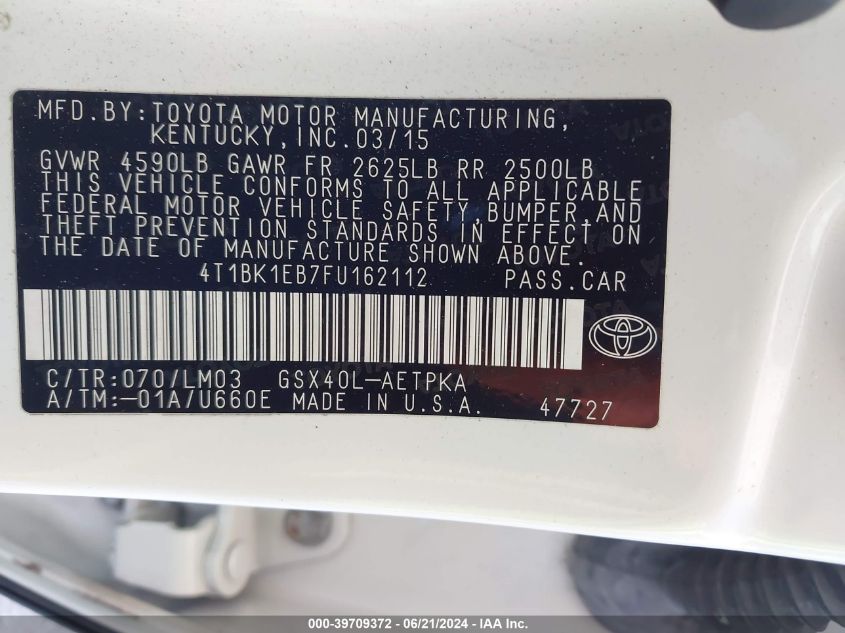 MFD. BY: TOYOTA MOTOR MANUFACTURING,
KENTUCKY, INC. 03/15
GVWR 4590LB GAWR FR 2625LB RR 2500LB
THIS VEHICLE CONFORMS TO ALL APPLICABLE
FEDERAL MOTOR VEHICLE SAFETY, BUMPER, AND
THEFT PREVENTION STANDARDS IN EFFECT ON
THE DATE OF MANUFACTURE SHOWN ABOVE.
4T1BK1EB7FU162112 PASS. CAR
C/TR: 070/LM03 GSX40L-AETPKA
A/TM: -01A/U660E MADE IN U.S.A. 47727
000-39709372 - 06/21/2024 - IAA Inc.